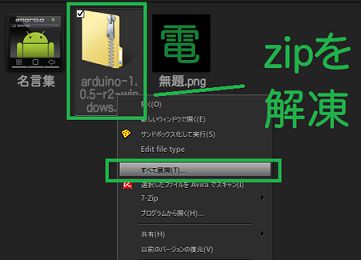 android
名言集
arduino-1.
0.5-r2-win
dows.
電
無題.png
zipを
解凍
開く(O)
新しいウィンドウで開く(E)
サンドボックス化して実行(S)
Edit file type
すべて展開(T)...
選択したファイルを Avira でスキャン(I)
7-Zip
プログラムから開く(H)...
共有(H)
以前のバージョンの復元(V)